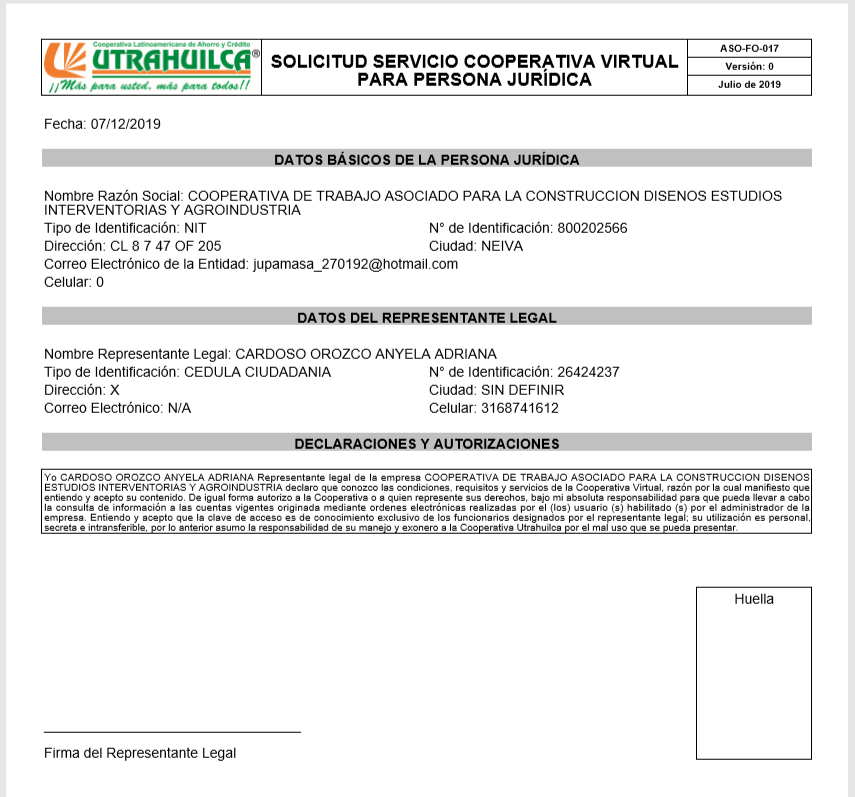 Cooperativa Latinoamericana de Ahorro y Crédito
UTRAHUILCA®
¡¡Más para usted, más para todos!!
SOLICITUD SERVICIO COOPERATIVA VIRTUAL
PARA PERSONA JURÍDICA
ASO-FO-017
Versión: 0
Julio de 2019
Fecha: 07/12/2019
DATOS BÁSICOS DE LA PERSONA JURÍDICA
Nombre Razón Social: COOPERATIVA DE TRABAJO ASOCIADO PARA LA CONSTRUCCION DISENOS ESTUDIOS
INTERVENTORIAS Y AGROINDUSTRIA
Tipo de Identificación: NIT N° de Identificación: 800202566
Dirección: CL 8 7 47 OF 205 Ciudad: NEIVA
Correo Electrónico de la Entidad: jupamasa_270192@hotmail.com
Celular: 0
DATOS DEL REPRESENTANTE LEGAL
Nombre Representante Legal: CARDOSO OROZCO ANYELA ADRIANA
Tipo de Identificación: CEDULA CIUDADANIA N° de Identificación: 26424237
Dirección: X Ciudad: SIN DEFINIR
Correo Electrónico: N/A Celular: 3168741612
DECLARACIONES Y AUTORIZACIONES
Yo CARDOSO OROZCO ANYELA ADRIANA Representante legal de la empresa COOPERATIVA DE TRABAJO ASOCIADO PARA LA CONSTRUCCION DISENOS
ESTUDIOS INTERVENTORIAS Y AGROINDUSTRIA declaro que conozco las condiciones, requisitos y servicios de la Cooperativa Virtual, razón por la cual manifiesto que
entiendo y acepto su contenido. De igual forma autorizo a la Cooperativa o a quien represente sus derechos, bajo mi absoluta responsabilidad para que pueda llevar a cabo
la consulta de información a las cuentas vigentes originada mediante ordenes electrónicas realizadas por el (los) usuario (s) habilitado (s) por el administrador de la
empresa. Entiendo y acepto que la clave de acceso es de conocimiento exclusivo de los funcionarios designados por el representante legal; su utilización es personal,
secreta e intransferible, por lo anterior asumo la responsabilidad de su manejo y exonero a la Cooperativa Utrahuilca por el mal uso que se pueda presentar.
Huella
Firma del Representante Legal